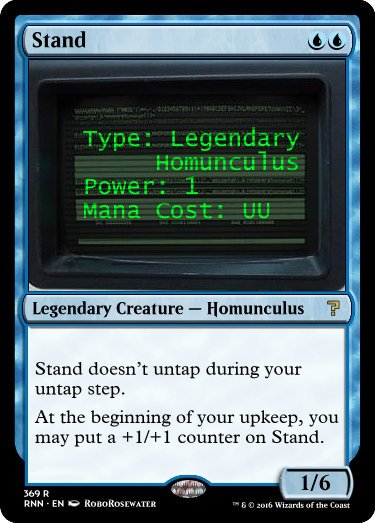 Stand
Type: Legendary
Homunculus
Power: 1
Mana Cost: UU
Legendary Creature — Homunculus
Stand doesn't untap during your
untap step.
At the beginning of your upkeep, you
may put a +1/+1 counter on Stand.
1/6
369 R
RNN • EN RoboRosewater
™ & © 2016 Wizards of the Coast